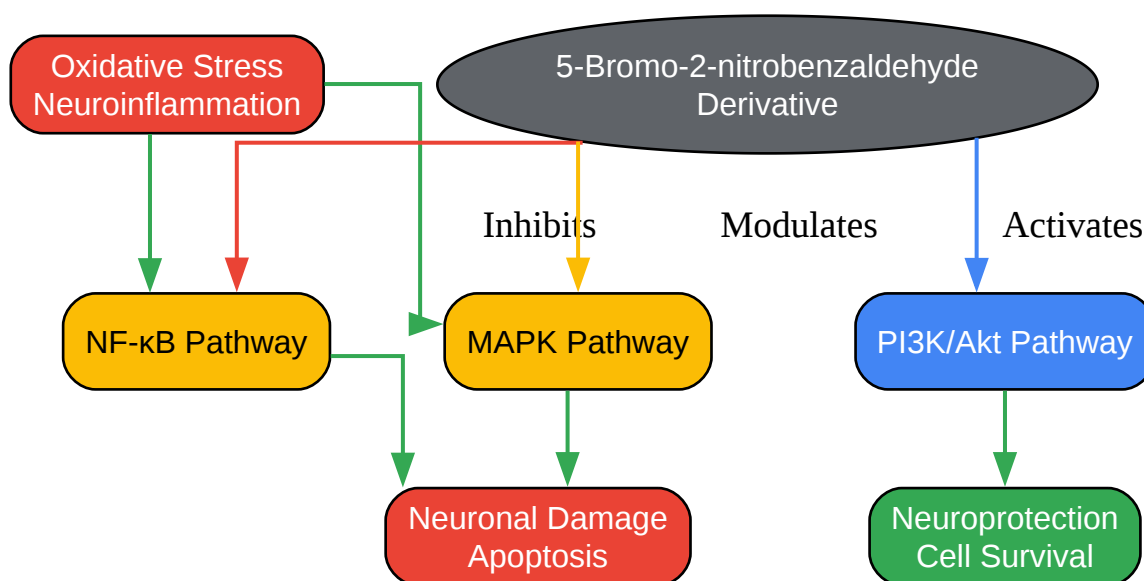 Oxidative Stress
Neuroinflammation
5-Bromo-2-nitrobenzaldehyde
Derivative
Inhibits
Modulates
Activates
NF-κB Pathway
MAPK Pathway
PI3K/Akt Pathway
Neuronal Damage
Apoptosis
Neuroprotection
Cell Survival